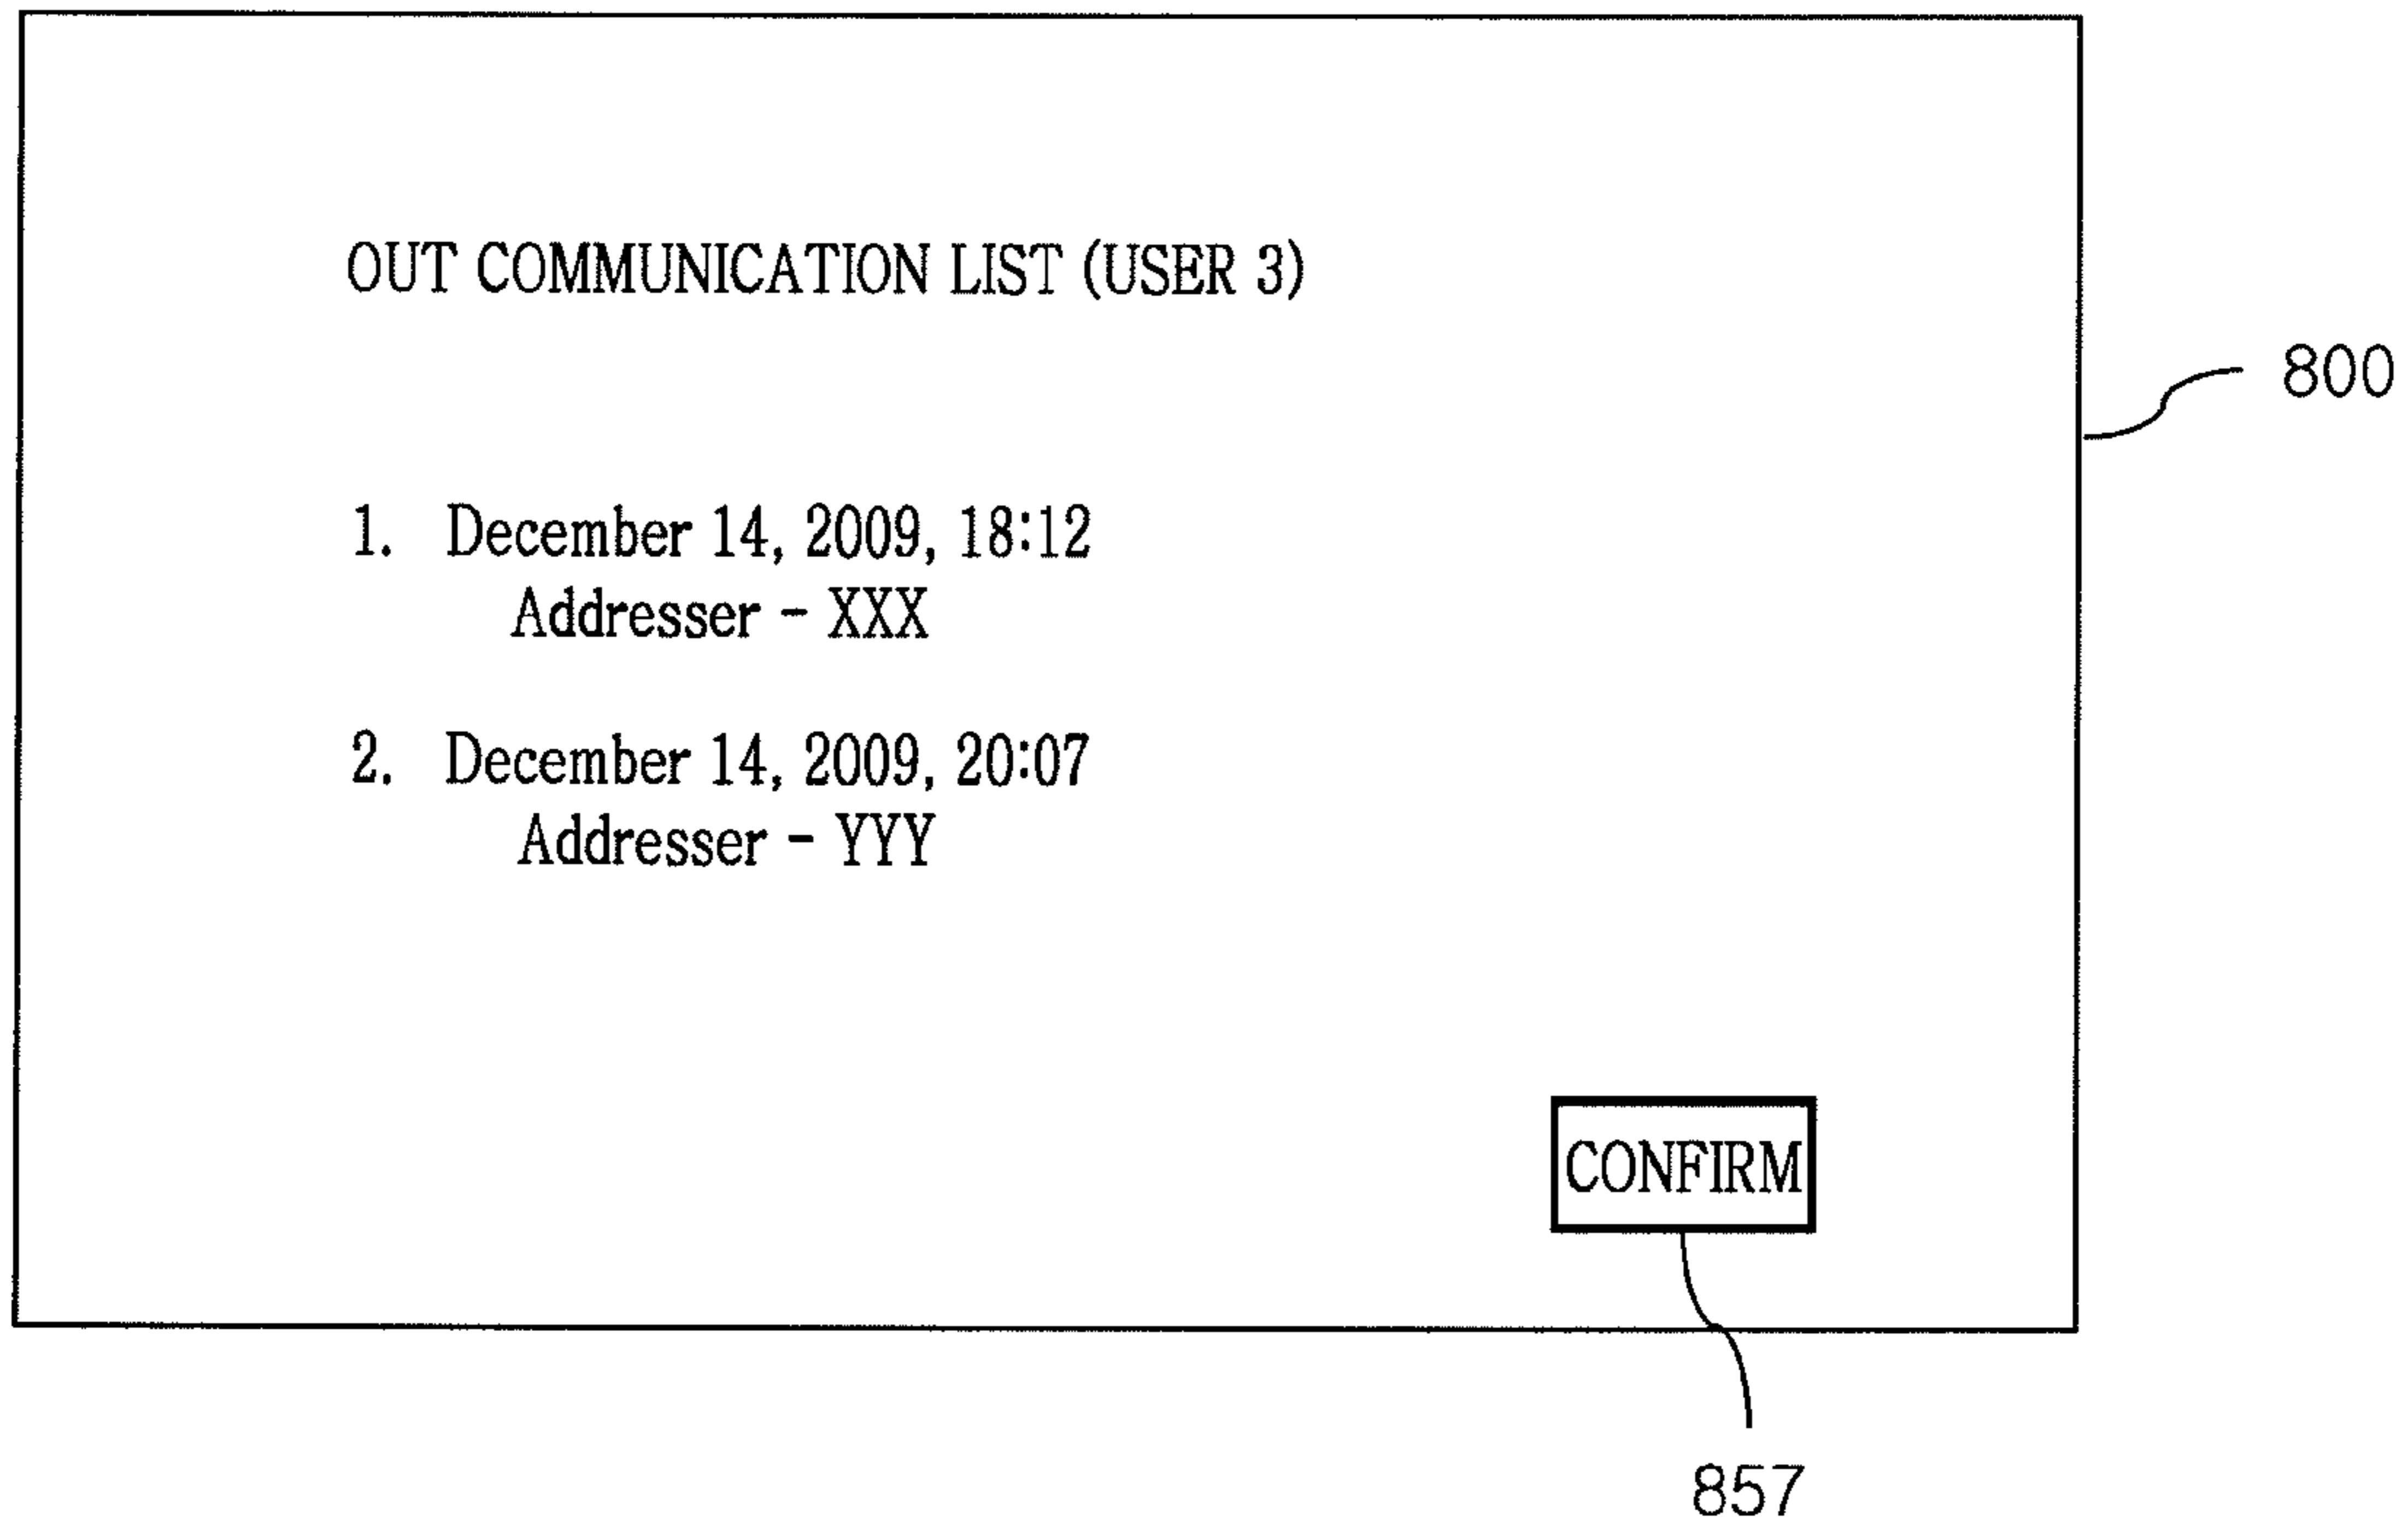 OUT COMMUNICATION LIST (USER 3)
800
1. December 14, 2009, 18:12
Addresser - XXX
2. December 14, 2009, 20:07
Addresser - YYY
CONFIRM
857